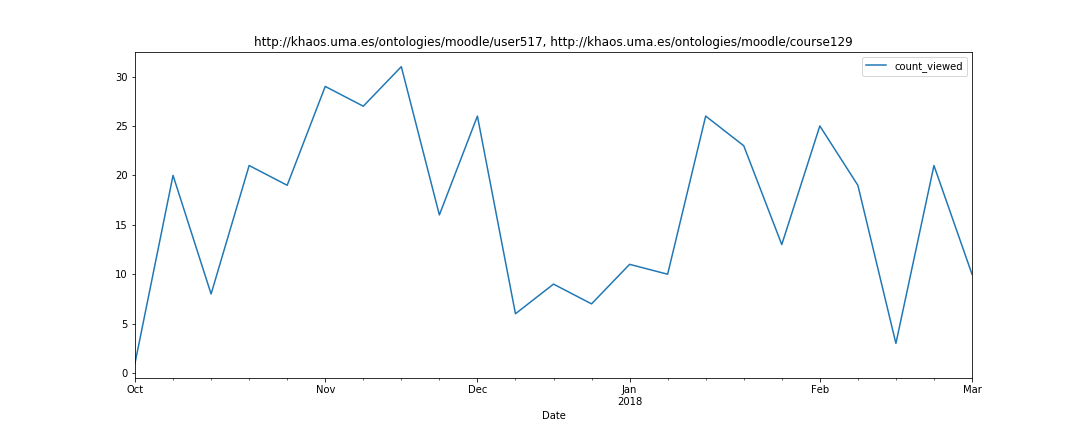 http://khaos.uma.es/ontologies/moodle/user517, http://khaos.uma.es/ontologies/moodle/course129
count_viewed
30
25
20
15
10
5
0
Oct Nov Dec Jan Feb Mar
2018
Date